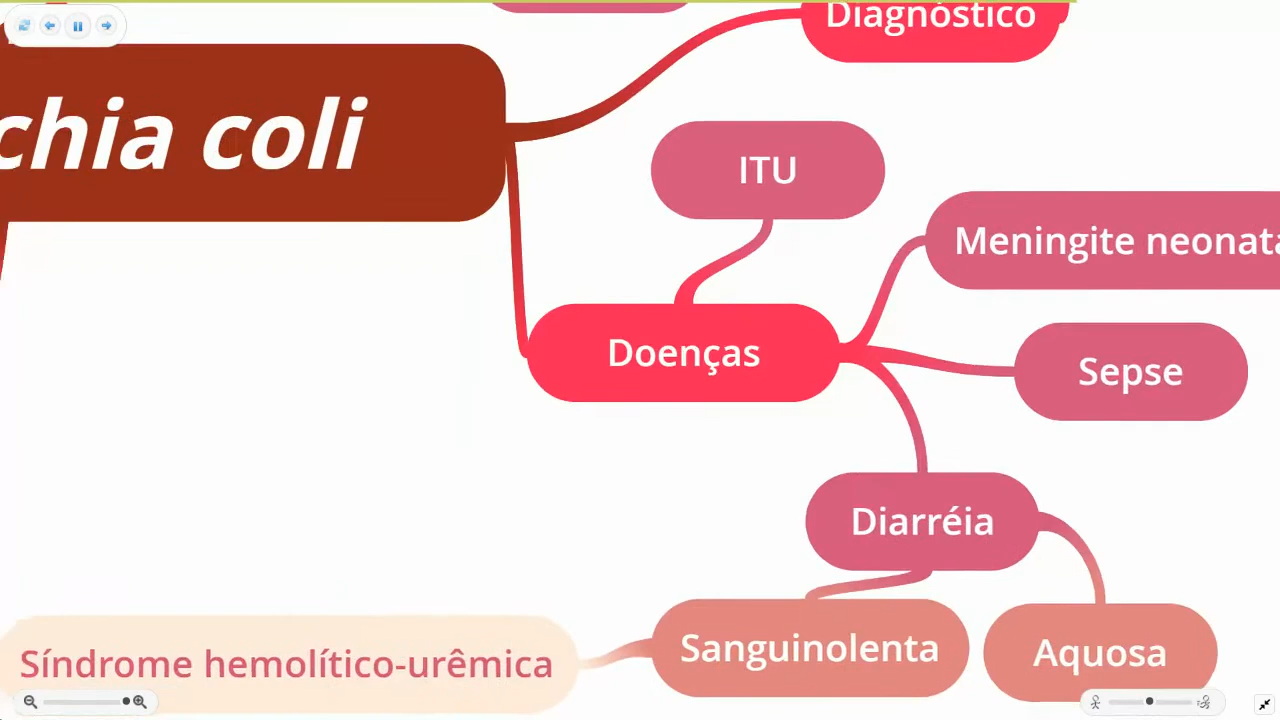 Diagnóstico
chia coli
ITU
Meningite neonata
Doenças
Sepse
Diarréia
Sanguinolenta
Aquosa
Síndrome hemolítico-urêmica